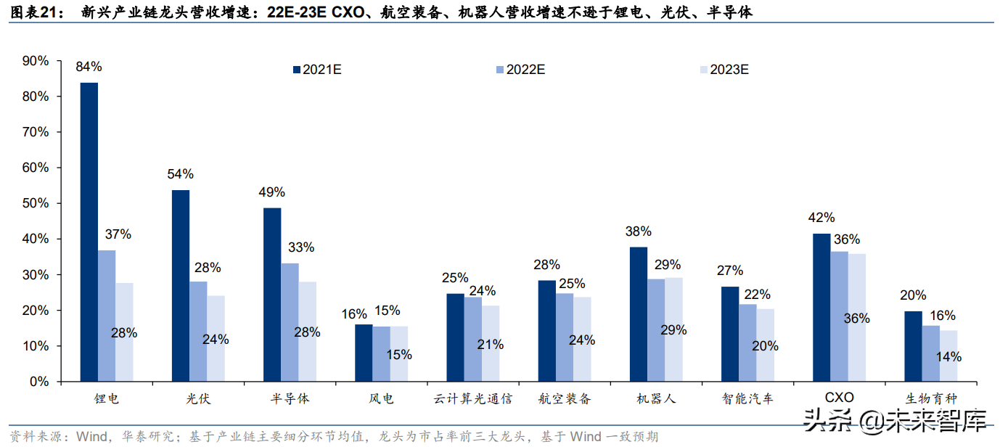 图表21： 新兴产业链龙头营收增速：22E-23E CXO、航空装备、机器人营收增速不逊于锂电、光伏、半导体
2021E 2022E 2023E
90%
80%
70%
60%
50%
40%
30%
20%
10%
0%
84% 37% 28%
54% 28% 24%
49% 33% 28%
16% 15% 15%
25% 24% 21%
28% 25% 24%
38% 29% 29%
27% 22% 20%
42% 36% 36%
20% 16% 14%
锂电 光伏 半导体 风电 云计算光通信 航空装备 机器人 智能汽车 CXO 生物育种
头条 @未来智库
资料来源：Wind，华泰研究；基于产业链主要细分环节均值，龙头为市占率前三大龙头，基于 Wind 一致预期